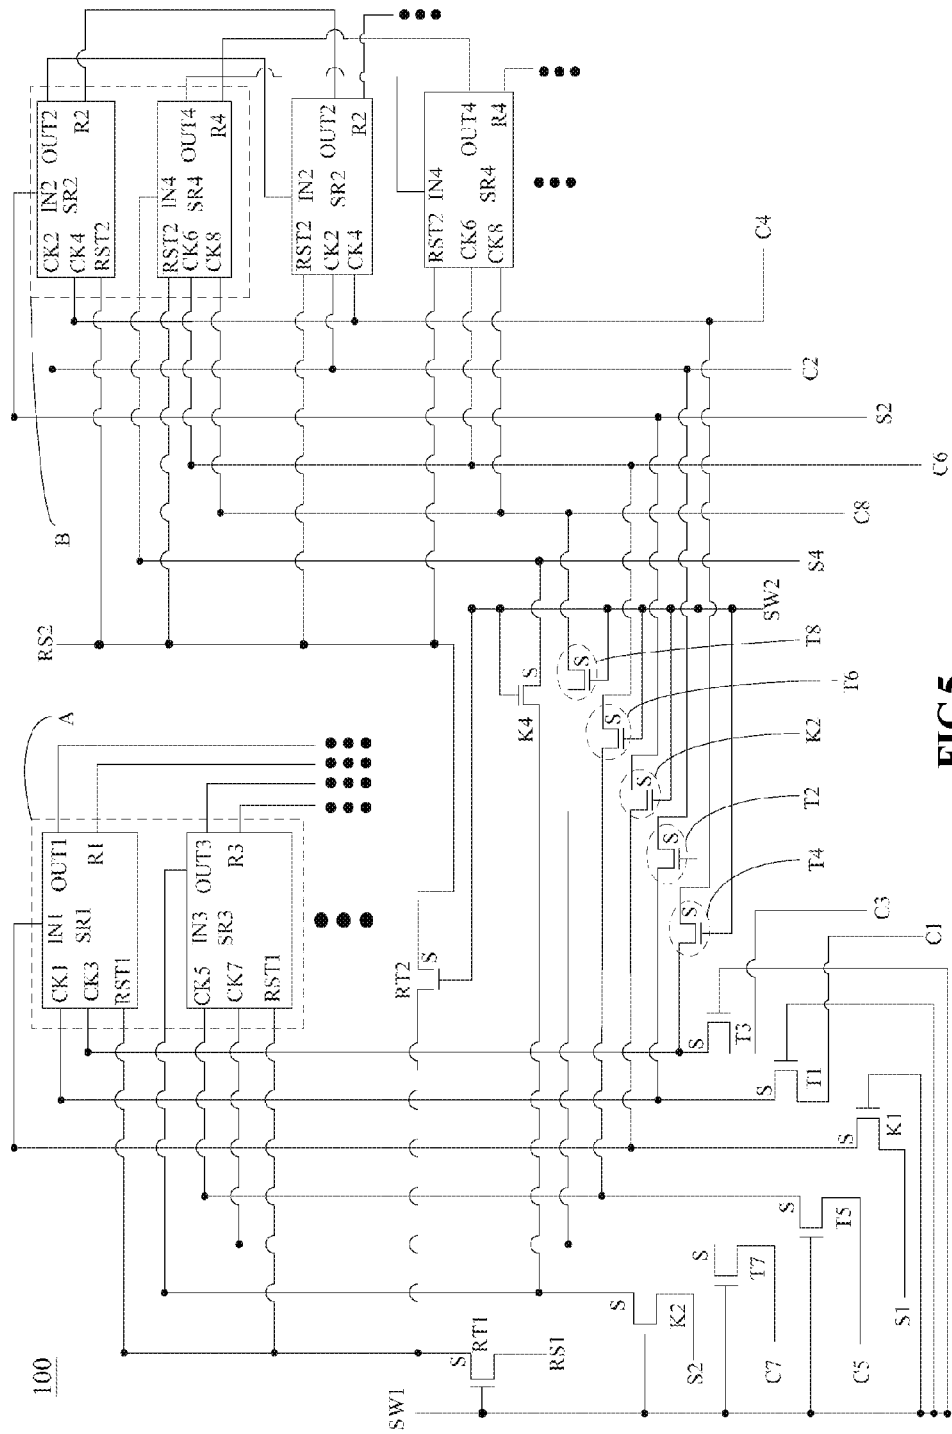 OUT2
R2
IN2
SR2
CK2
CK4
RST2
OUT4
R4
IN4
SR4
RST2
CK6
CK8
OUT2
R2
IN2
SR2
RST2
CK2
CK4
OUT4
R4
IN4
SR4
RST2
CK6
CK8
C4
C2
S2
C6
C8
S4
SW2
B
RS2
A
OUT1
R1
IN1
SR1
CK1
CK3
RST1
OUT3
R3
IN3
SR3
CK5
CK7
RST1
RT2
S
K4
S
S
S
S
S
S
T8
T6
K2
T2
T4
C3
C1
S
T3
S
T1
S
K1
S
T5
S
T7
S
K2
S
RT1
RS1
S2
C7
C5
S1
SW1
100
FIG.5